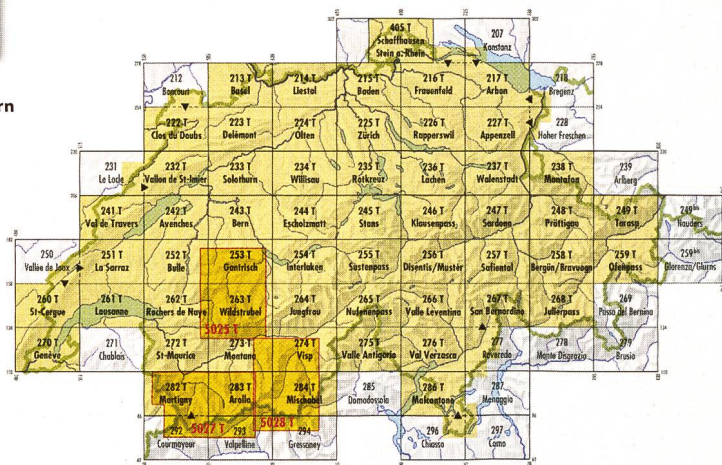 405 T
Schaffhausen
Stein a. Rhein
207
Konstanz
212
Boncourt
213 T
Basel
214 T
Liestal
215 T
Baden
216 T
Frauenfeld
217 T
Arbon
218
Bregenz
rn
222 T
Clos du Doubs
223 T
Delémont
224 T
Olten
225 T
Zürich
226 T
Rapperswil
227 T
Appenzell
228
Hoher Freschen
231
Le Locle
232 T
Vallon de St-Imier
233 T
Solothurn
234 T
Willisau
235 T
Rotkreuz
236 T
Lachen
237 T
Walenstadt
238 T
Montafon
239
Arlberg
241 T
Val de Travers
242 T
Avenches
243 T
Bern
244 T
Escholzmatt
245 T
Stans
246 T
Klausenpass
247 T
Sardona
248 T
Prättigau
249 T
Tarasp
249 bis
Nauders
250
Vallée de Joux
251 T
La Sarraz
252 T
Bulle
253 T
Gantrisch
254 T
Interlaken
255 T
Sustenpass
256 T
Disentis/Mustér
257 T
Safiental
258 T
Bergün/Bravuogn
259 T
Ofenpass
259 bis
Glorenza/Glurns
260 T
St-Cergue
261 T
Lausanne
262 T
Rochers de Naye
263 T
Wildstrubel
5025 T
264 T
Jungfrau
265 T
Nufenenpass
266 T
Valle Leventina
267 T
San Bernardino
268 T
Julierpass
269
Passo del Bernina
270 T
Genève
271
Chablais
272 T
St-Maurice
273 T
Montana
274 T
Visp
275 T
Valle Antigorio
276 T
Val Verzasca
277
Roveredo
278
Monte Disgrazia
279
Brusio
282 T
Martigny
283 T
Arolla
284 T
Mischabel
285
Domodossola
286 T
Malcantone
287
Menaggio
5027 T
5028 T
292
Courmayeur
293
Valpelline
294
Gressoney
296
Chiasso
297
Como